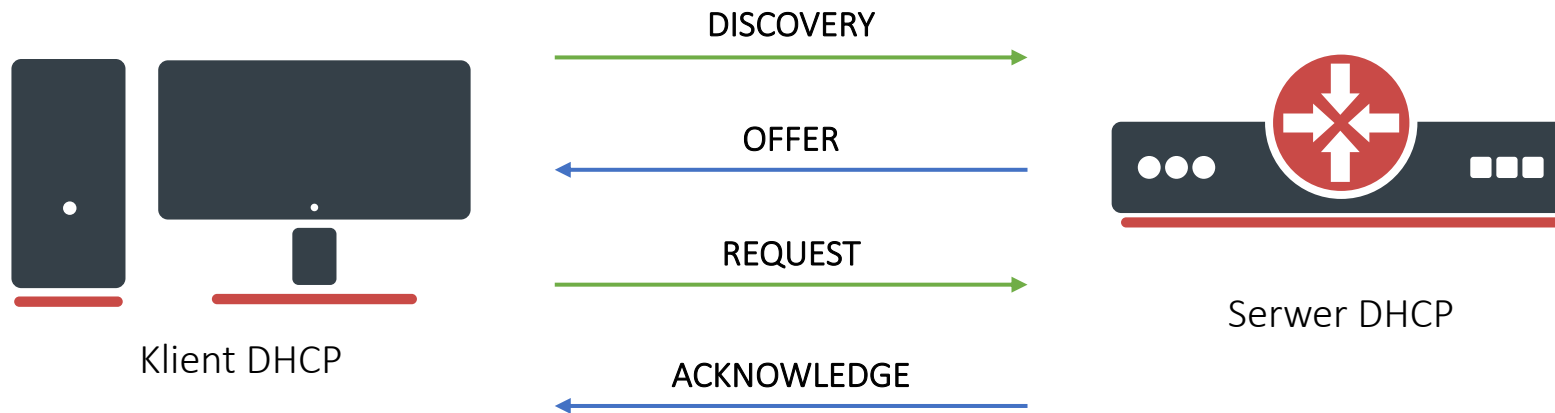 DISCOVERY
OFFER
REQUEST
Serwer DHCP
Klient DHCP
ACKNOWLEDGE